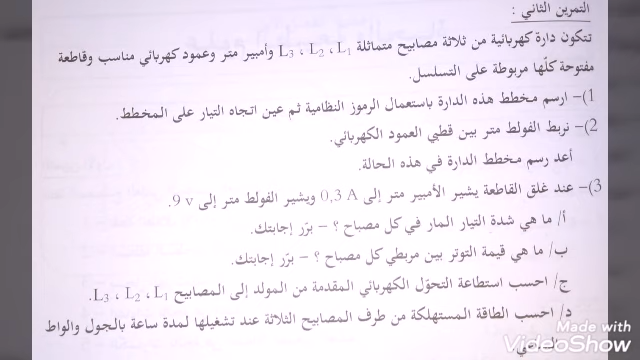 التمرين الثاني :
تتكون دارة كهربائية من ثلاثة مصابيح متماثلة L1 ، L2 ، L3 وأمبير متر وعمود كهربائي مناسب وقاطعة
مفتوحة كلّها مربوطة على التسلسل.
1)- ارسم مخطط هذه الدارة باستعمال الرموز النظامية ثم عين اتجاه التيار على المخطط.
2)- نربط الفولط متر بين قطبي العمود الكهربائي.
أعد رسم مخطط الدارة في هذه الحالة.
3)- عند غلق القاطعة يشير الأمبير متر إلى 0,3 A ويشير الفولط متر إلى 9 v.
أ/ ما هي شدة التيار المار في كل مصباح ؟ – برّر إجابتك.
ب/ ما هي قيمة التوتر بين مربطي كل مصباح ؟ – برّر إجابتك.
ج/ احسب استطاعة التحوّل الكهربائي المقدمة من المولد إلى المصابيح L1 ، L2 ، L3.
د/ احسب الطاقة المستهلكة من طرف المصابيح الثلاثة عند تشغيلها لمدة ساعة بالجول والواط
Made with
VideoShow